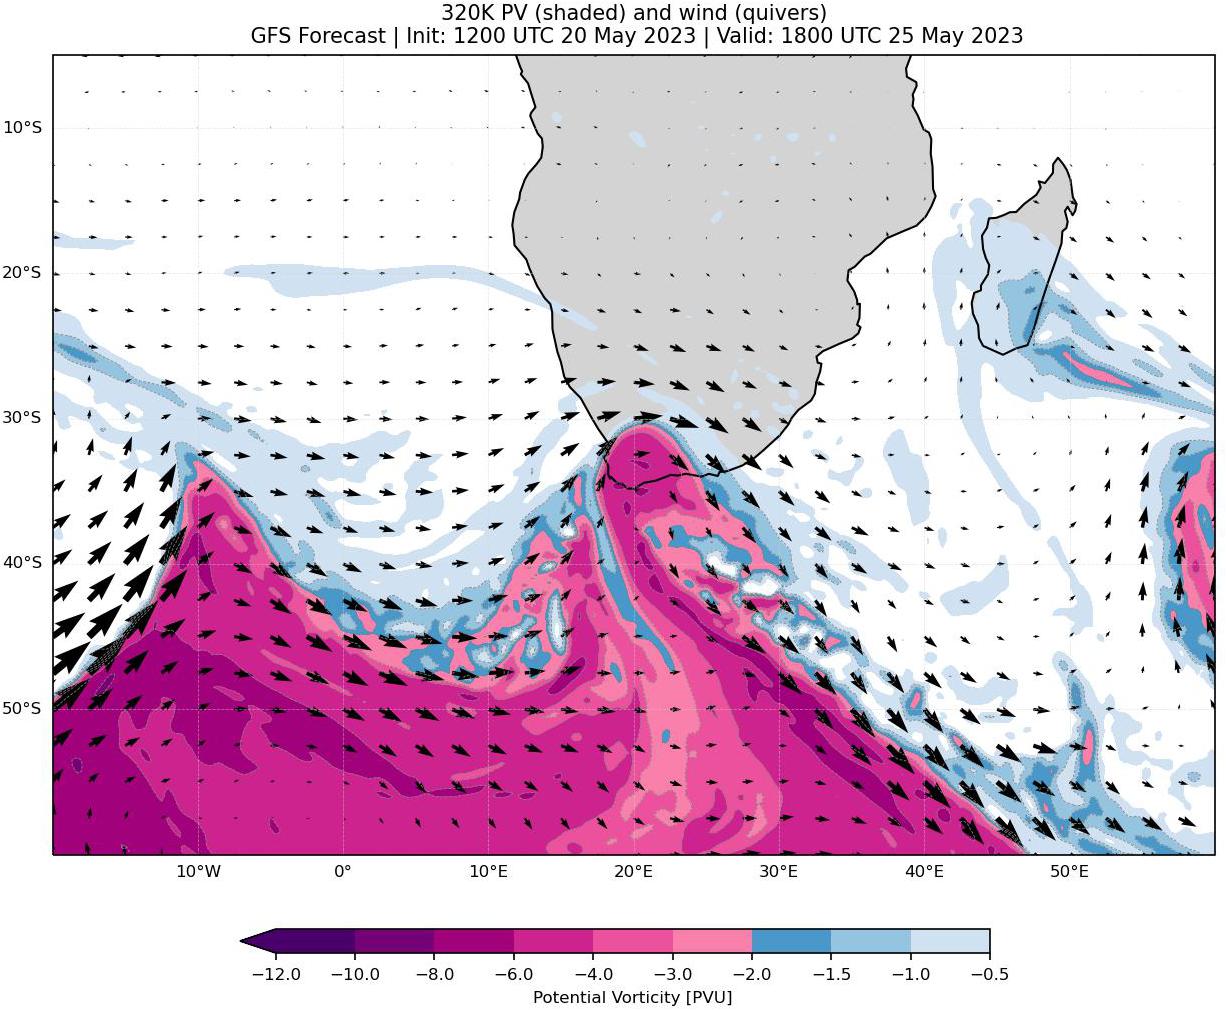 320K PV (shaded) and wind (quivers)
GFS Forecast | Init: 1200 UTC 20 May 2023 | Valid: 1800 UTC 25 May 2023
10°S
20°S
30°S
40°S
50°S
10°W 0° 10°E 20°E 30°E 40°E 50°E
−12.0 −10.0 −8.0 −6.0 −4.0 −3.0 −2.0 −1.5 −1.0 −0.5
Potential Vorticity [PVU]